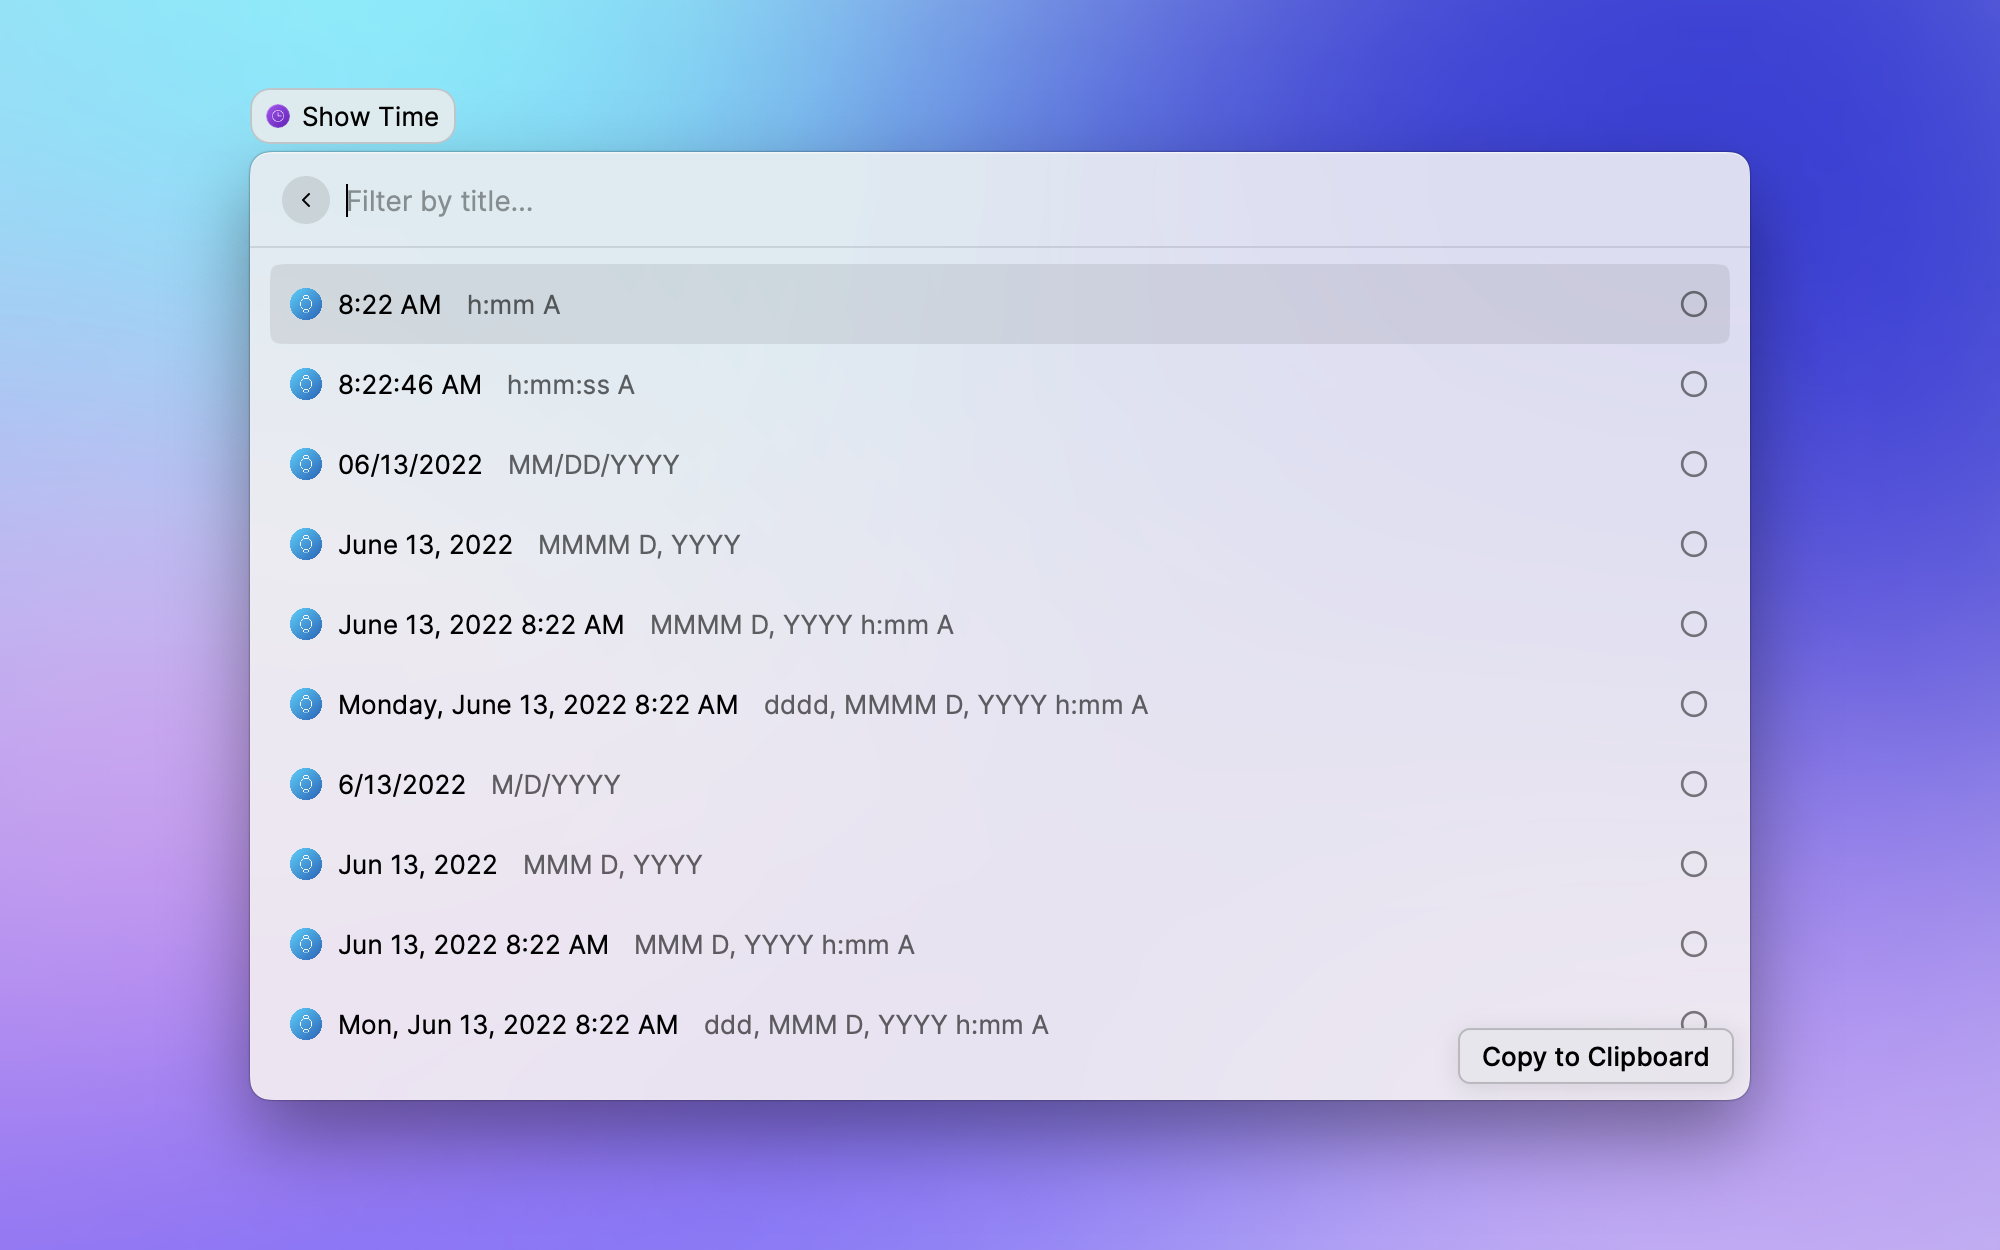 Show Time
Filter by title...
8:22 AM h:mm A
8:22:46 AM h:mm:ss A
06/13/2022 MM/DD/YYYY
June 13, 2022 MMMM D, YYYY
June 13, 2022 8:22 AM MMMM D, YYYY h:mm A
Monday, June 13, 2022 8:22 AM dddd, MMMM D, YYYY h:mm A
6/13/2022 M/D/YYYY
Jun 13, 2022 MMM D, YYYY
Jun 13, 2022 8:22 AM MMM D, YYYY h:mm A
Mon, Jun 13, 2022 8:22 AM ddd, MMM D, YYYY h:mm A
Copy to Clipboard